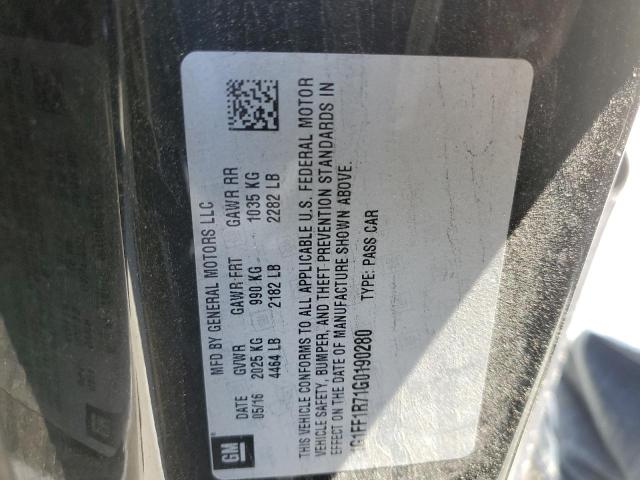 GM
MFD BY GENERAL MOTORS LLC
DATE GVWR GAWR FRT GAWR RR
05/16 2025 KG 990 KG 1035 KG
4464 LB 2182 LB 2282 LB
THIS VEHICLE CONFORMS TO ALL APPLICABLE U.S. FEDERAL MOTOR
VEHICLE SAFETY, BUMPER, AND THEFT PREVENTION STANDARDS IN
EFFECT ON THE DATE OF MANUFACTURE SHOWN ABOVE.
1G1FF1R71G0190280 TYPE: PASS CAR